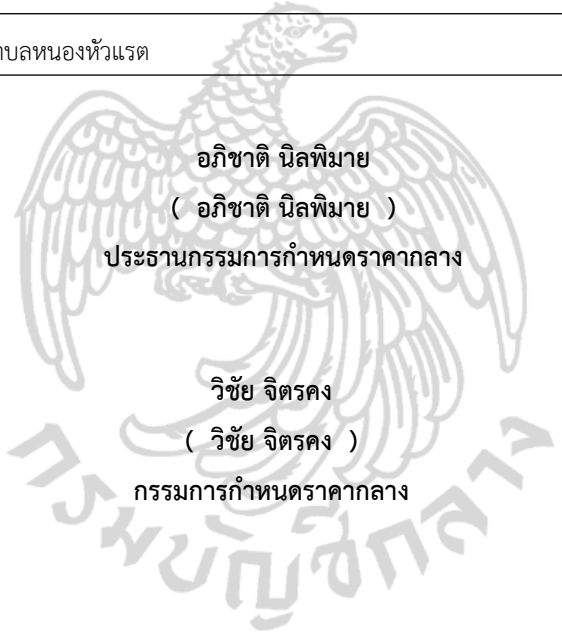 าบลหนองหัวแรต
อภิชาติ นิลพิมาย
( อภิชาติ นิลพิมาย )
ประธานกรรมการกำหนดราคากลาง
วิชัย จิตรคง
( วิชัย จิตรคง )
กรรมการกำหนดราคากลาง
กรมบัญชีกลาง